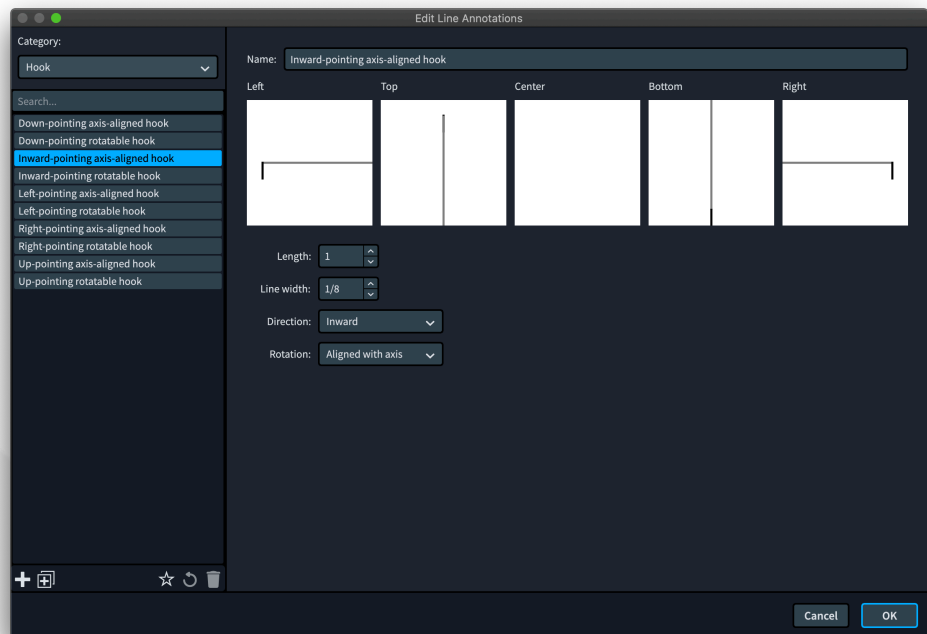 Edit Line Annotations
Category:
Hook
Search...
Down-pointing axis-aligned hook
Down-pointing rotatable hook
Inward-pointing axis-aligned hook
Inward-pointing rotatable hook
Left-pointing axis-aligned hook
Left-pointing rotatable hook
Right-pointing axis-aligned hook
Right-pointing rotatable hook
Up-pointing axis-aligned hook
Up-pointing rotatable hook
Name: Inward-pointing axis-aligned hook
Left Top Center Bottom Right
Length: 1
Line width: 1/8
Direction: Inward
Rotation: Aligned with axis
Cancel OK